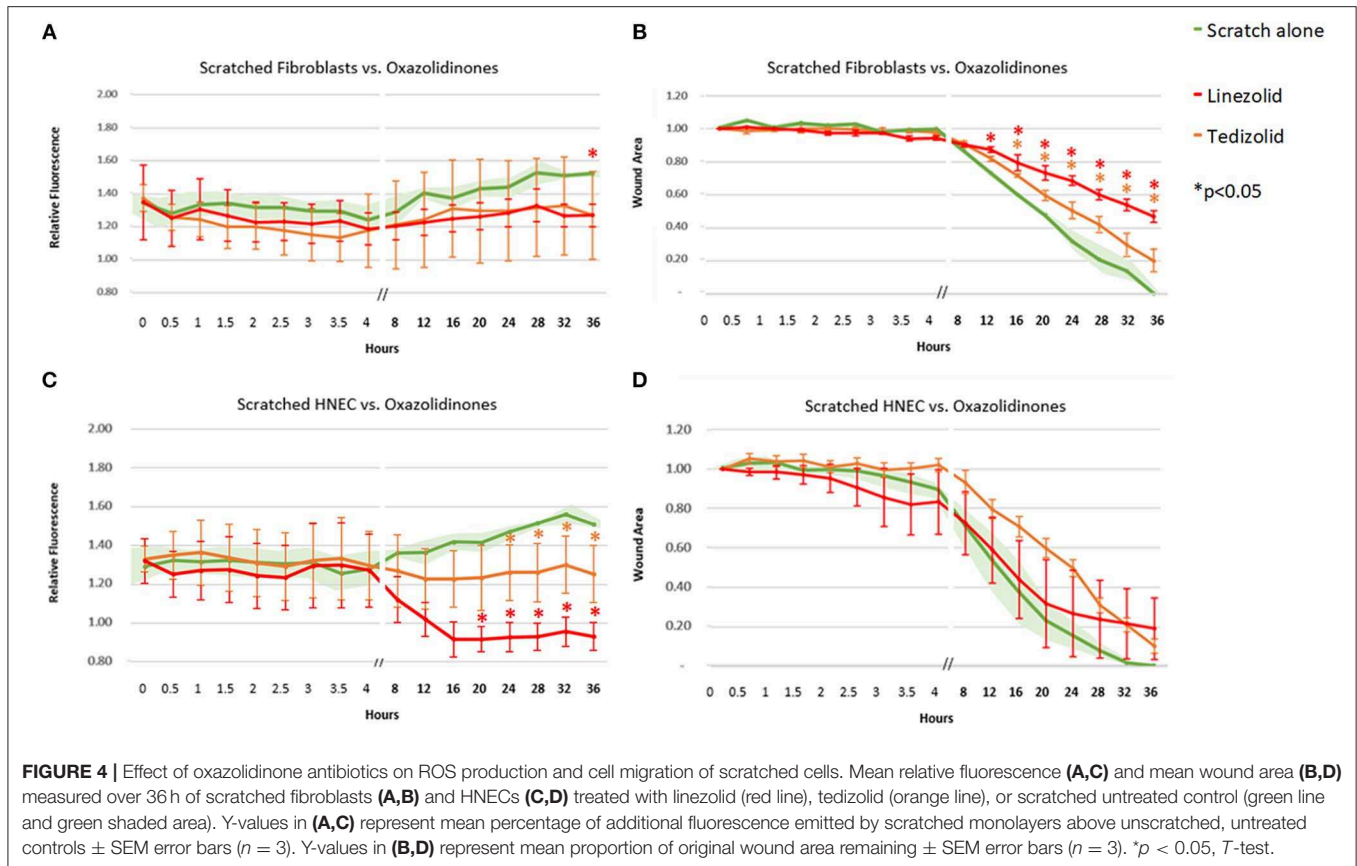 A
Scratched Fibroblasts vs. Oxazolidinones
2.00
1.80
1.60
1.40
1.20
1.00
0.80
Relative Fluorescence
*
//
0 0.5 1 1.5 2 2.5 3 3.5 4 8 12 16 20 24 28 32 36
Hours
B
Scratched Fibroblasts vs. Oxazolidinones
1.20
1.00
0.80
0.60
0.40
0.20
-
Wound Area
* * * * * * *
* * * * * *
//
0 0.5 1 1.5 2 2.5 3 3.5 4 8 12 16 20 24 28 32 36
Hours
Scratch alone
Linezolid
Tedizolid
*p<0.05
C
Scratched HNEC vs. Oxazolidinones
2.00
1.80
1.60
1.40
1.20
1.00
0.80
Relative Fluorescence
* * * *
* * * * *
//
0 0.5 1 1.5 2 2.5 3 3.5 4 8 12 16 20 24 28 32 36
Hours
D
Scratched HNEC vs. Oxazolidinones
1.20
1.00
0.80
0.60
0.40
0.20
-
Wound Area
//
0 0.5 1 1.5 2 2.5 3 3.5 4 8 12 16 20 24 28 32 36
Hours
FIGURE 4 | Effect of oxazolidinone antibiotics on ROS production and cell migration of scratched cells. Mean relative fluorescence (A,C) and mean wound area (B,D)
measured over 36 h of scratched fibroblasts (A,B) and HNECs (C,D) treated with linezolid (red line), tedizolid (orange line), or scratched untreated control (green line
and green shaded area). Y-values in (A,C) represent mean percentage of additional fluorescence emitted by scratched monolayers above unscratched, untreated
controls ± SEM error bars (n = 3). Y-values in (B,D) represent mean proportion of original wound area remaining ± SEM error bars (n = 3). *p < 0.05, T-test.